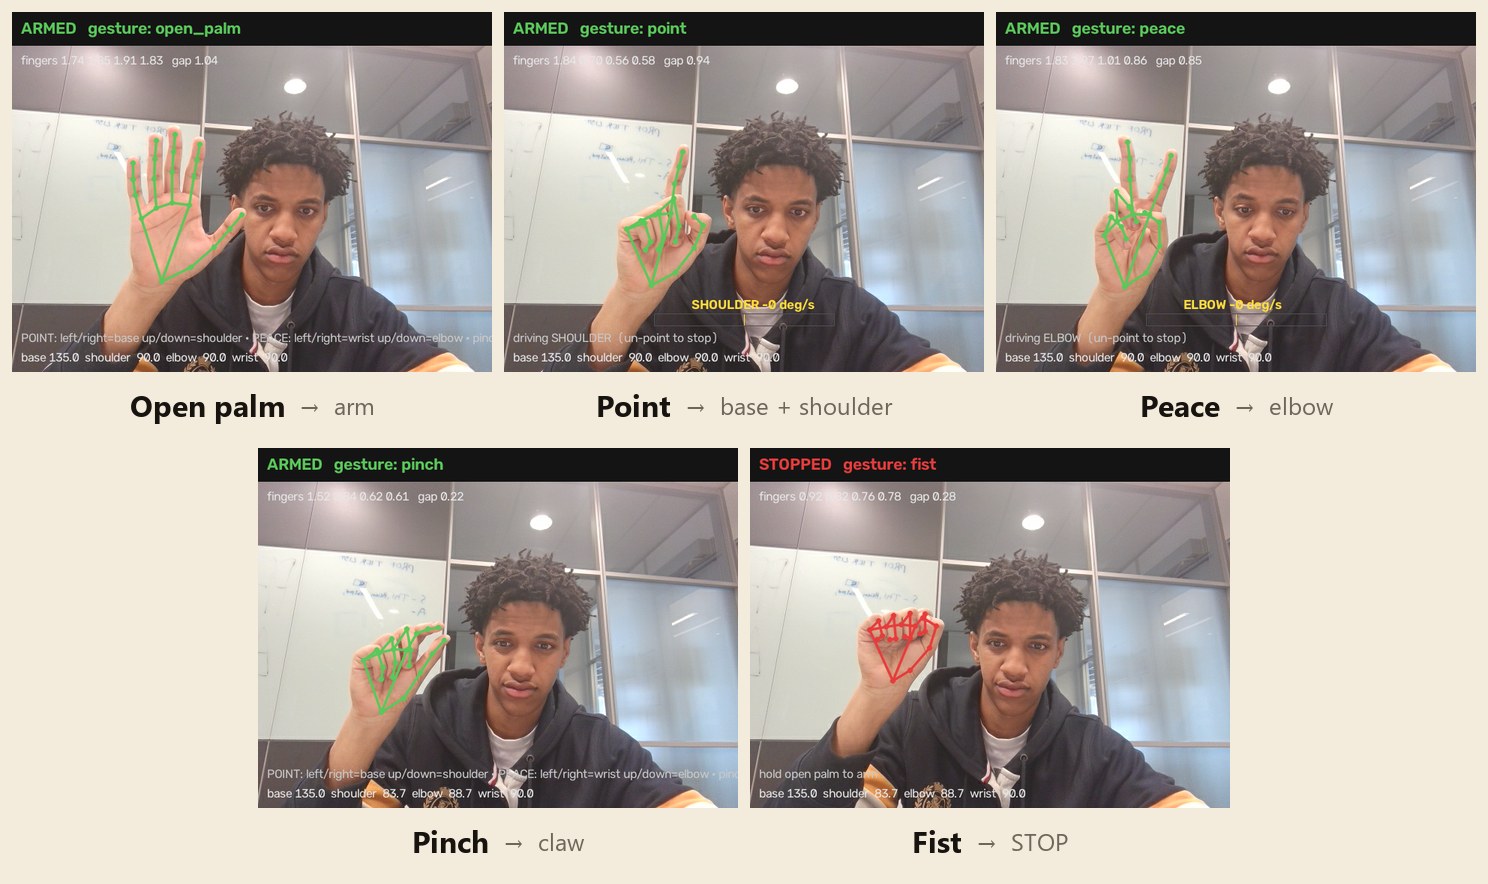 ARMED gesture: open_palm
fingers 1.74 1.91 1.83 gap 1.04
POINT: left/right=base up/down=shoulder • PEACE: left/right=wrist up/down=elbow • pinc
base 135.0 shoulder 90.0 elbow 90.0 wrist 90.0
Open palm → arm
ARMED gesture: point
fingers 1.84 0.56 0.58 gap 0.94
SHOULDER -0 deg/s
driving SHOULDER (un-point to stop)
base 135.0 shoulder 90.0 elbow 90.0 wrist 90.0
Point → base + shoulder
ARMED gesture: peace
fingers 1.83 1.01 0.86 gap 0.85
ELBOW -0 deg/s
driving ELBOW (un-point to stop)
base 135.0 shoulder 90.0 elbow 90.0 wrist 90.0
Peace → elbow
ARMED gesture: pinch
fingers 1.52 0.62 0.61 gap 0.22
POINT: left/right=base up/down=shoulder • PEACE: left/right=wrist up/down=elbow • pinc
base 135.0 shoulder 83.7 elbow 88.7 wrist 90.0
Pinch → claw
STOPPED gesture: fist
fingers 0.92 0.76 0.78 gap 0.28
hold open palm to arm
base 135.0 shoulder 83.7 elbow 88.7 wrist 90.0
Fist → STOP